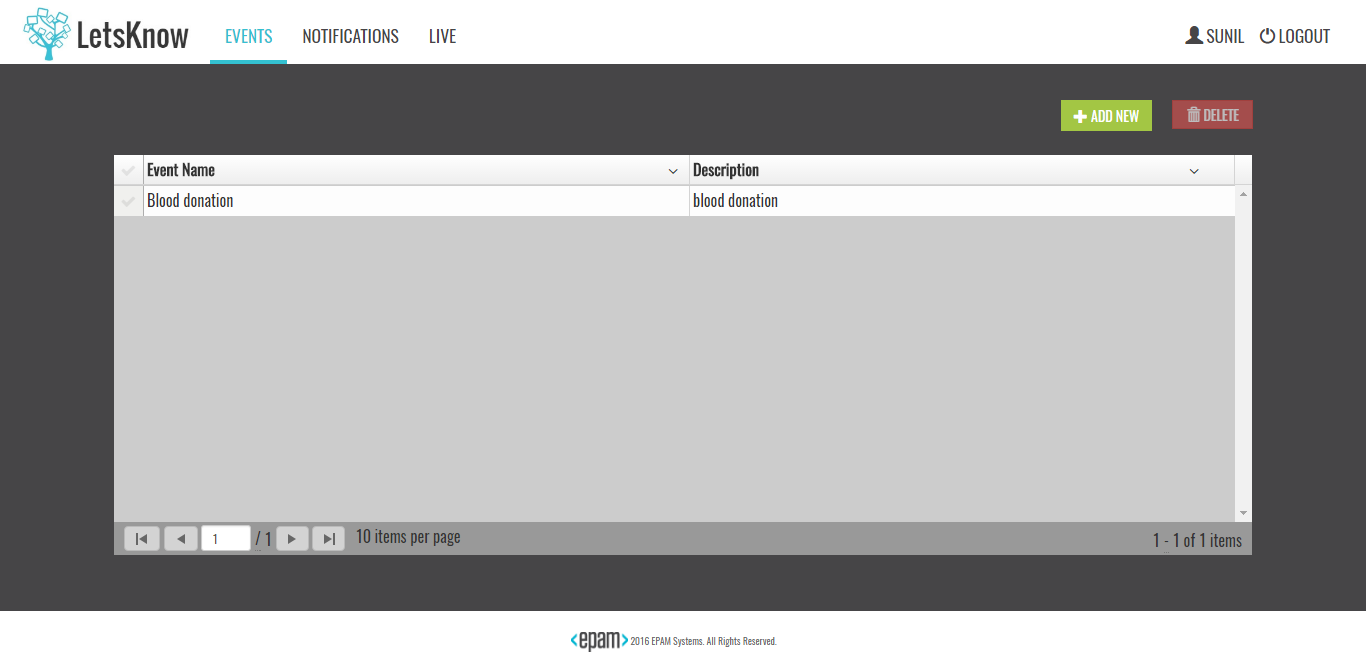 LetsKnow EVENTS NOTIFICATIONS LIVE SUNIL LOGOUT
ADD NEW DELETE
Event Name Description
Blood donation blood donation
1 / 1 10 items per page 1 - 1 of 1 items
<epam> 2016 EPAM Systems. All Rights Reserved.